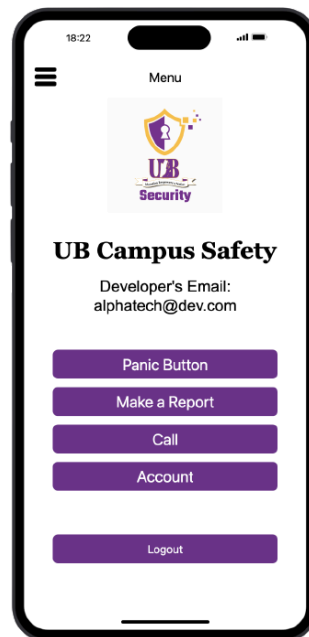 18:22
Menu
UB
Security
UB Campus Safety
Developer's Email:
alphatech@dev.com
Panic Button
Make a Report
Call
Account
Logout